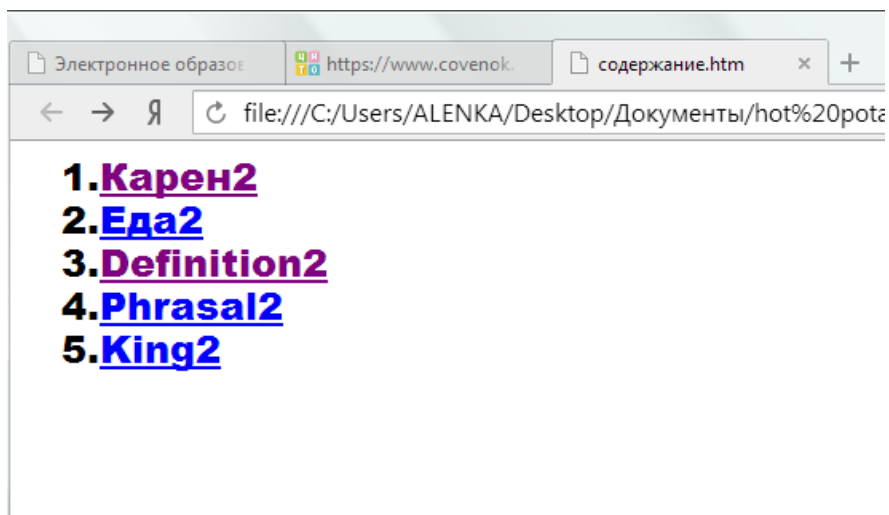 Электронное образов
https://www.covenok.
содержание.htm
Я file:///C:/Users/ALENKA/Desktop/Документы/hot%20pota
1.Карен2
2.Еда2
3.Definition2
4.Phrasal2
5.King2